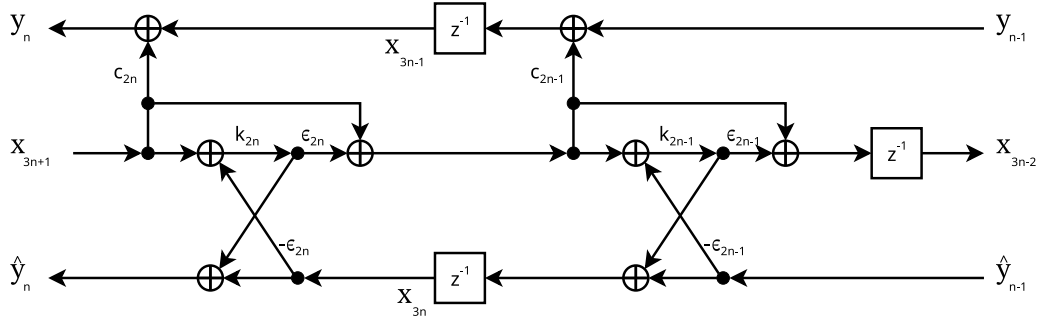 yₙ z⁻¹ yₙ₋₁
x₃ₙ₋₁
c₂ₙ c₂ₙ₋₁
k₂ₙ ϵ₂ₙ k₂ₙ₋₁ ϵ₂ₙ₋₁
x₃ₙ₊₁ z⁻¹ x₃ₙ₋₂
-ϵ₂ₙ -ϵ₂ₙ₋₁
ŷₙ z⁻¹ ŷₙ₋₁
x₃ₙ